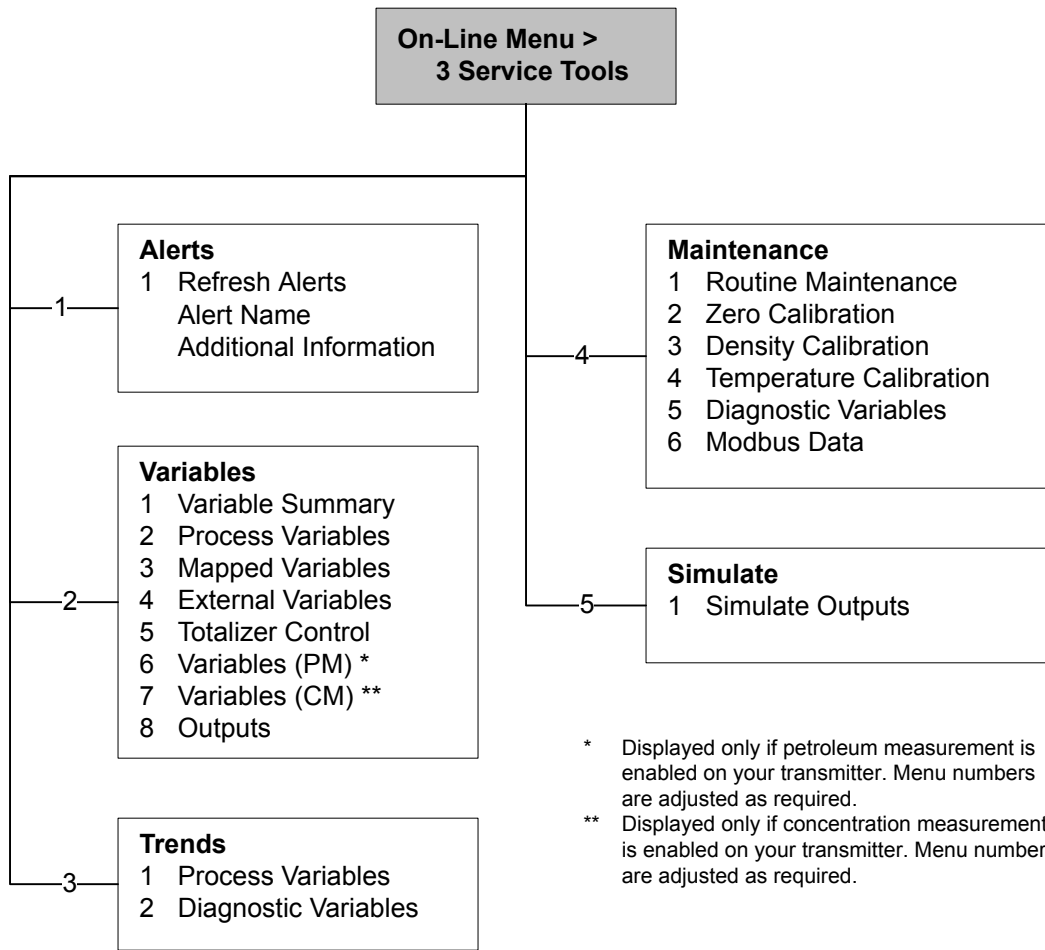 On-Line Menu >
3 Service Tools
1
Alerts
1 Refresh Alerts
Alert Name
Additional Information
2
Variables
1 Variable Summary
2 Process Variables
3 Mapped Variables
4 External Variables
5 Totalizer Control
6 Variables (PM) *
7 Variables (CM) **
8 Outputs
3
Trends
1 Process Variables
2 Diagnostic Variables
4
Maintenance
1 Routine Maintenance
2 Zero Calibration
3 Density Calibration
4 Temperature Calibration
5 Diagnostic Variables
6 Modbus Data
5
Simulate
1 Simulate Outputs
* Displayed only if petroleum measurement is
enabled on your transmitter. Menu numbers
are adjusted as required.
** Displayed only if concentration measurement
is enabled on your transmitter. Menu number
are adjusted as required.